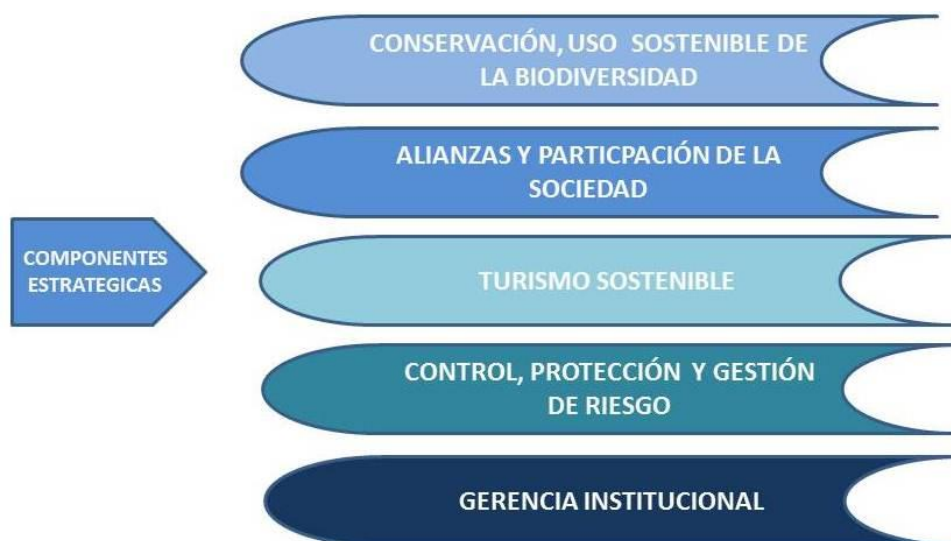 CONSERVACIÓN, USO SOSTENIBLE DE
LA BIODIVERSIDAD
ALIANZAS Y PARTICPACIÓN DE LA
SOCIEDAD
COMPONENTES
ESTRATEGICAS
TURISMO SOSTENIBLE
CONTROL, PROTECCIÓN Y GESTIÓN
DE RIESGO
GERENCIA INSTITUCIONAL